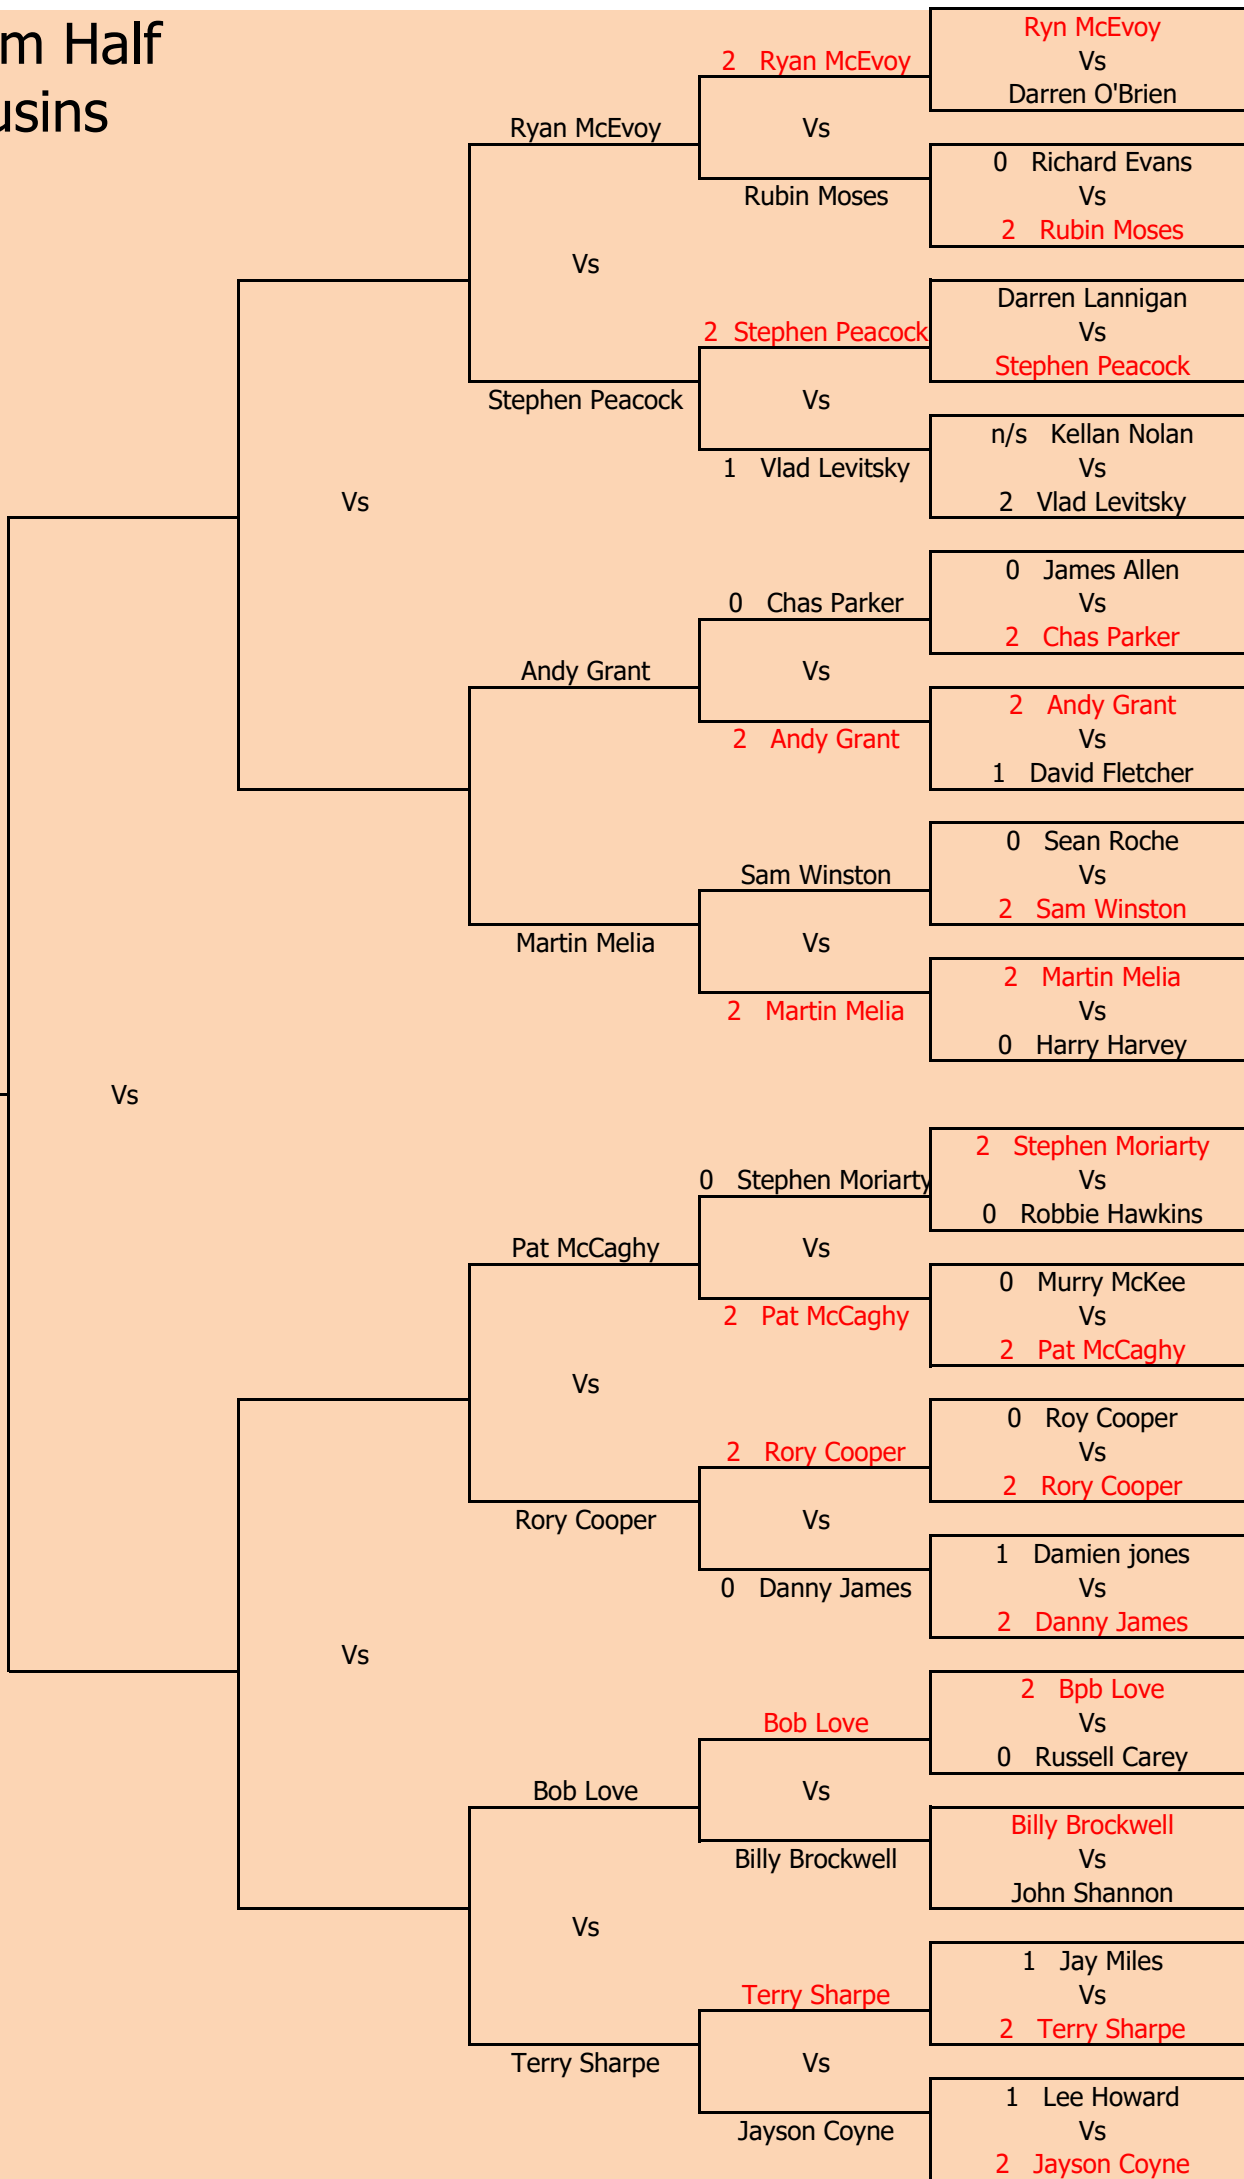 m Half
usins
Ryn McEvoy
2 Ryan McEvoy
Vs
Darren O'Brien
Ryan McEvoy
Vs
0 Richard Evans
Rubin Moses
Vs
2 Rubin Moses
Vs
Darren Lannigan
2 Stephen Peacock
Vs
Stephen Peacock
Stephen Peacock
Vs
n/s Kellan Nolan
1 Vlad Levitsky
Vs
Vs
2 Vlad Levitsky
0 James Allen
0 Chas Parker
Vs
2 Chas Parker
Andy Grant
Vs
2 Andy Grant
2 Andy Grant
Vs
1 David Fletcher
0 Sean Roche
Sam Winston
Vs
2 Sam Winston
Martin Melia
Vs
2 Martin Melia
2 Martin Melia
Vs
0 Harry Harvey
Vs
2 Stephen Moriarty
0 Stephen Moriarty
Vs
0 Robbie Hawkins
Pat McCaghy
Vs
0 Murry McKee
2 Pat McCaghy
Vs
2 Pat McCaghy
Vs
0 Roy Cooper
2 Rory Cooper
Vs
2 Rory Cooper
Rory Cooper
Vs
1 Damien jones
0 Danny James
Vs
2 Danny James
Vs
2 Bpb Love
Bob Love
Vs
0 Russell Carey
Bob Love
Vs
Billy Brockwell
Billy Brockwell
Vs
John Shannon
Vs
1 Jay Miles
Terry Sharpe
Vs
2 Terry Sharpe
Terry Sharpe
Vs
1 Lee Howard
Jayson Coyne
Vs
2 Jayson Coyne